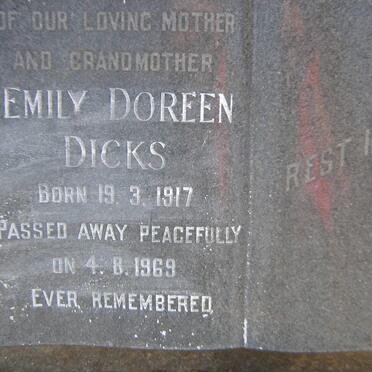 OF OUR LOVING MOTHER
AND GRANDMOTHER
EMILY DOREEN
DICKS
BORN 19. 3. 1917
PASSED AWAY PEACEFULLY
ON 4. 8. 1969
EVER REMEMBERED
REST